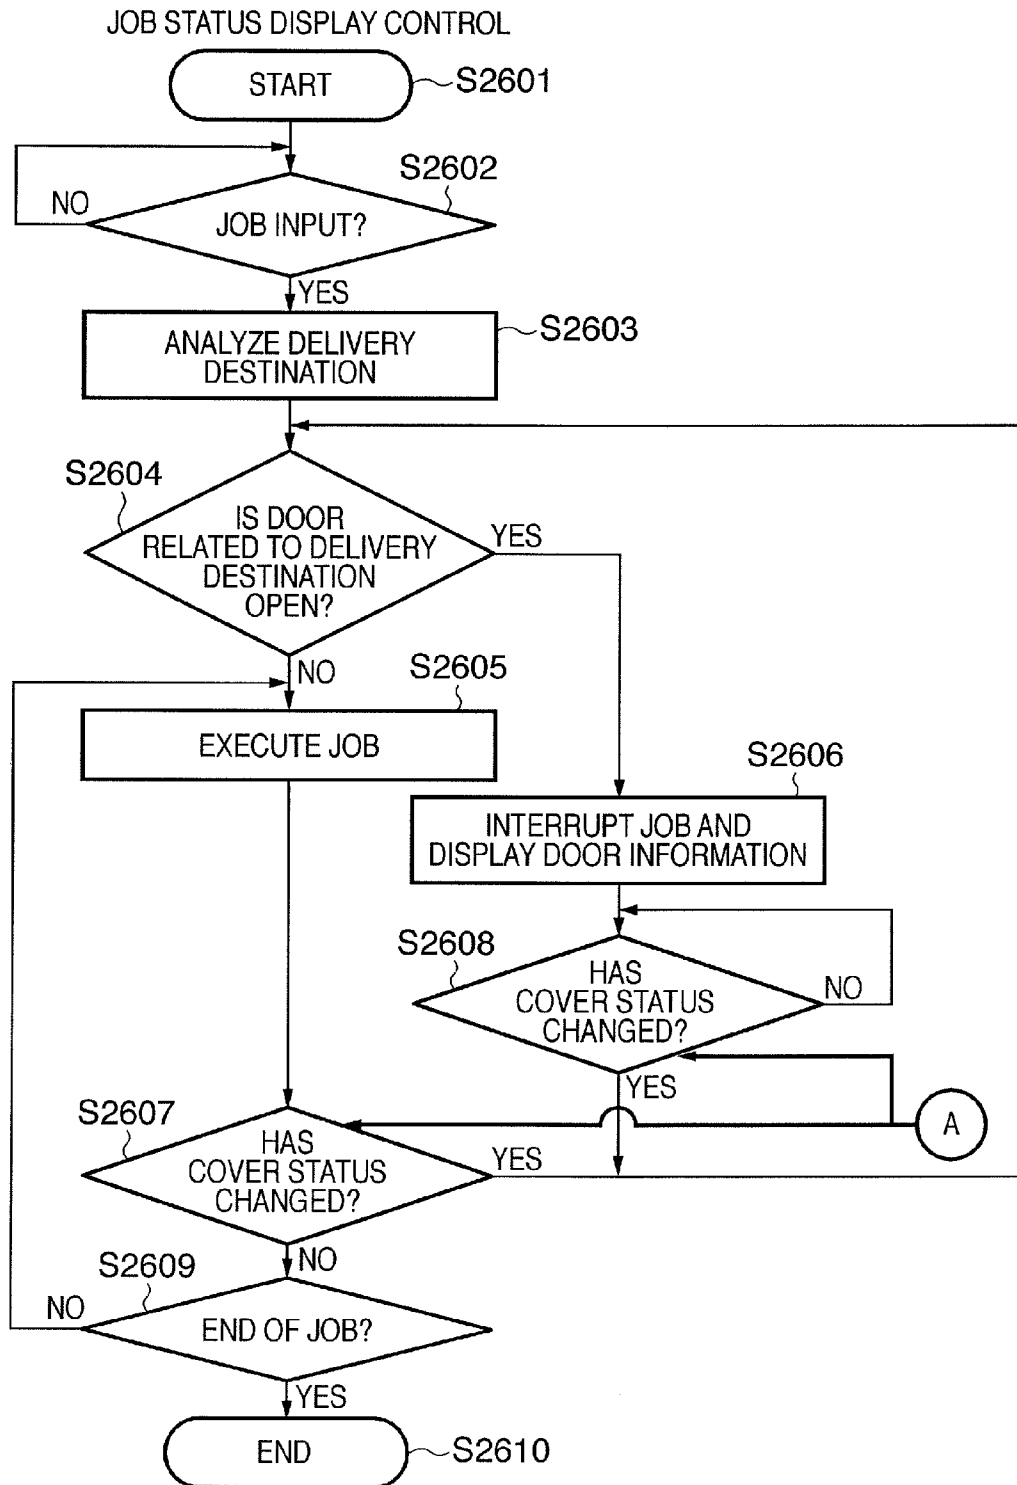 JOB STATUS DISPLAY CONTROL
START
S2601
S2602
NO
JOB INPUT?
YES
S2603
ANALYZE DELIVERY
DESTINATION
S2604
IS DOOR
RELATED TO DELIVERY
DESTINATION
OPEN?
YES
NO
S2605
EXECUTE JOB
S2606
INTERRUPT JOB AND
DISPLAY DOOR INFORMATION
S2608
HAS
COVER STATUS
CHANGED?
NO
YES
A
S2607
HAS
COVER STATUS
CHANGED?
YES
NO
S2609
NO
END OF JOB?
YES
END
S2610